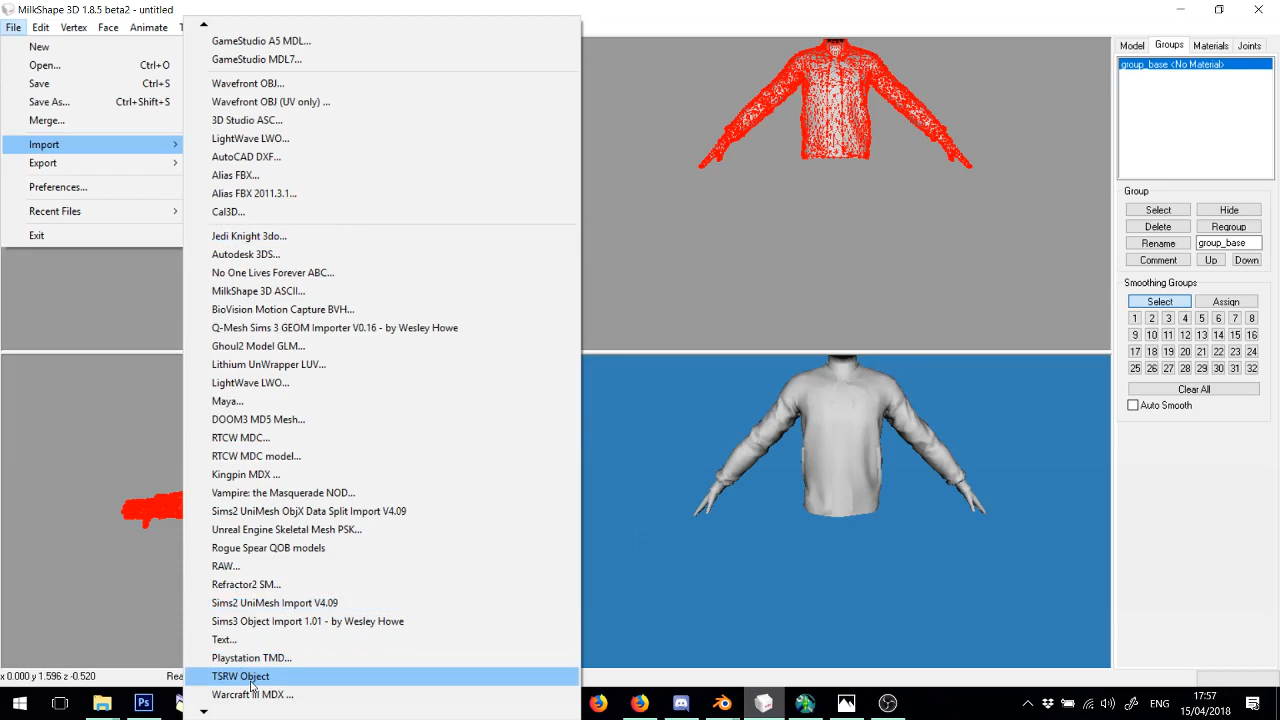 MilkShape 3D 1.8.5 beta2 - untitled
File Edit Vertex Face Animate
New
Open... Ctrl+O
Save Ctrl+S
Save As... Ctrl+Shift+S
Merge...
Import
Export
Preferences...
Recent Files
Exit
GameStudio A5 MDL...
GameStudio MDL7...
Wavefront OBJ...
Wavefront OBJ (UV only) ...
3D Studio ASC...
LightWave LWO...
AutoCAD DXF...
Alias FBX...
Alias FBX 2011.3.1...
Cal3D...
Jedi Knight 3do...
Autodesk 3DS...
No One Lives Forever ABC...
MilkShape 3D ASCII...
BioVision Motion Capture BVH...
Q-Mesh Sims 3 GEOM Importer V0.16 - by Wesley Howe
Ghoul2 Model GLM...
Lithium UnWrapper LUV...
LightWave LWO...
Maya...
DOOM3 MD5 Mesh...
RTCW MDC...
RTCW MDC model...
Kingpin MDX ...
Vampire: the Masquerade NOD...
Sims2 UniMesh ObjX Data Split Import V4.09
Unreal Engine Skeletal Mesh PSK...
Rogue Spear QOB models
RAW...
Refractor2 SM...
Sims2 UniMesh Import V4.09
Sims3 Object Import 1.01 - by Wesley Howe
Text...
Playstation TMD...
TSRW Object
Warcraft III MDX ...
Model Groups Materials Joints
group_base <No Material>
Group
Select Hide
Delete Regroup
Rename group_base
Comment Up Down
Smoothing Groups
Select Assign
1 2 3 4 5 6 7 8
9 10 11 12 13 14 15 16
17 18 19 20 21 22 23 24
25 26 27 28 29 30 31 32
Clear All
Auto Smooth
x 0.000 y 1.596 z -0.520
Ps
ENG
17:57
15/04/2018